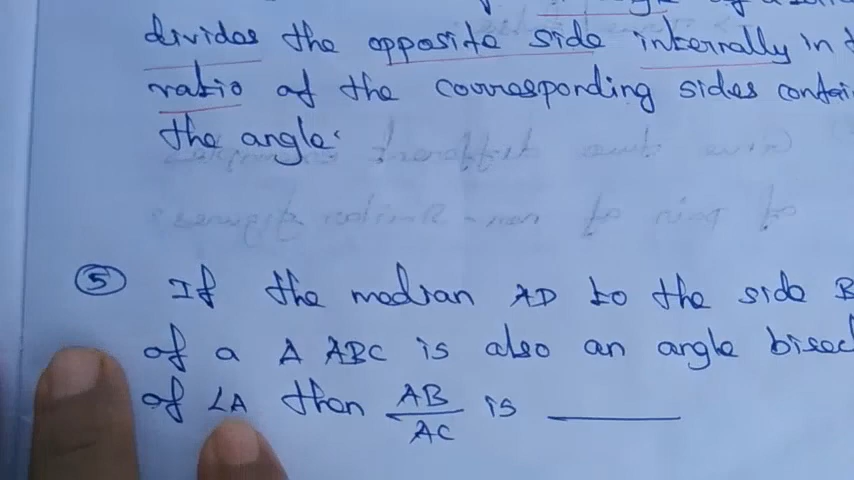 divides the opposite side internally in
ratio of the corresponding sides contai
the angle.
⑤ If the median AD to the side B
of a Δ ABC is also an angle bisec
of ∠A then AB/AC is ______